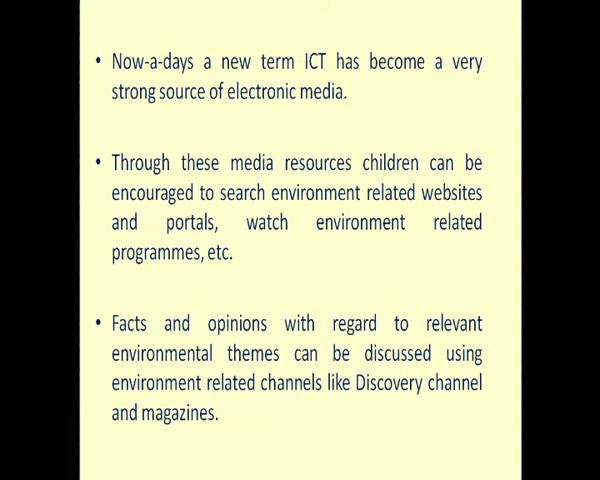 • Now-a-days a new term ICT has become a very
strong source of electronic media.
• Through these media resources children can be
encouraged to search environment related websites
and portals, watch environment related
programmes, etc.
• Facts and opinions with regard to relevant
environmental themes can be discussed using
environment related channels like Discovery channel
and magazines.